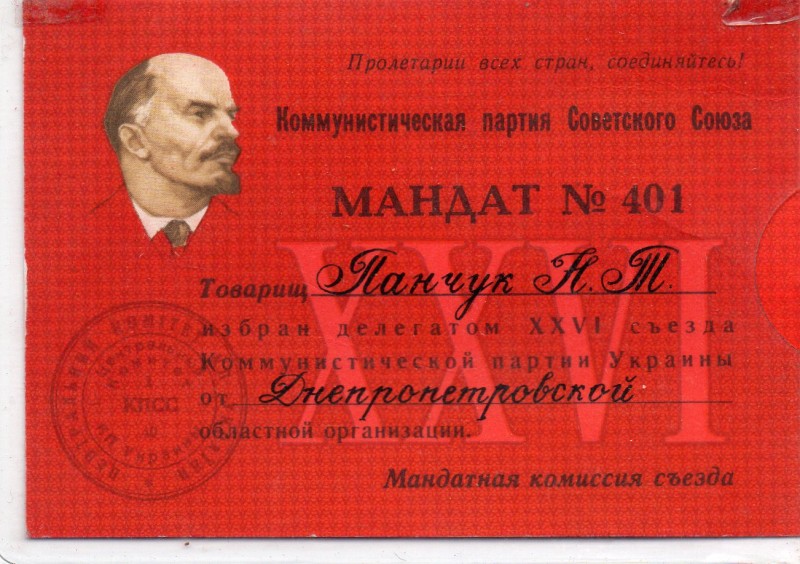 Пролетарии всех стран, соединяйтесь!
Коммунистическая партия Советского Союза
МАНДАТ № 401
XXVI
Товарищ Панчук Н. Т.
избран делегатом XXVI съезда
Коммунистической партии Украины
от Днепропетровской
областной организации.
Мандатная комиссия съезда
КПСС